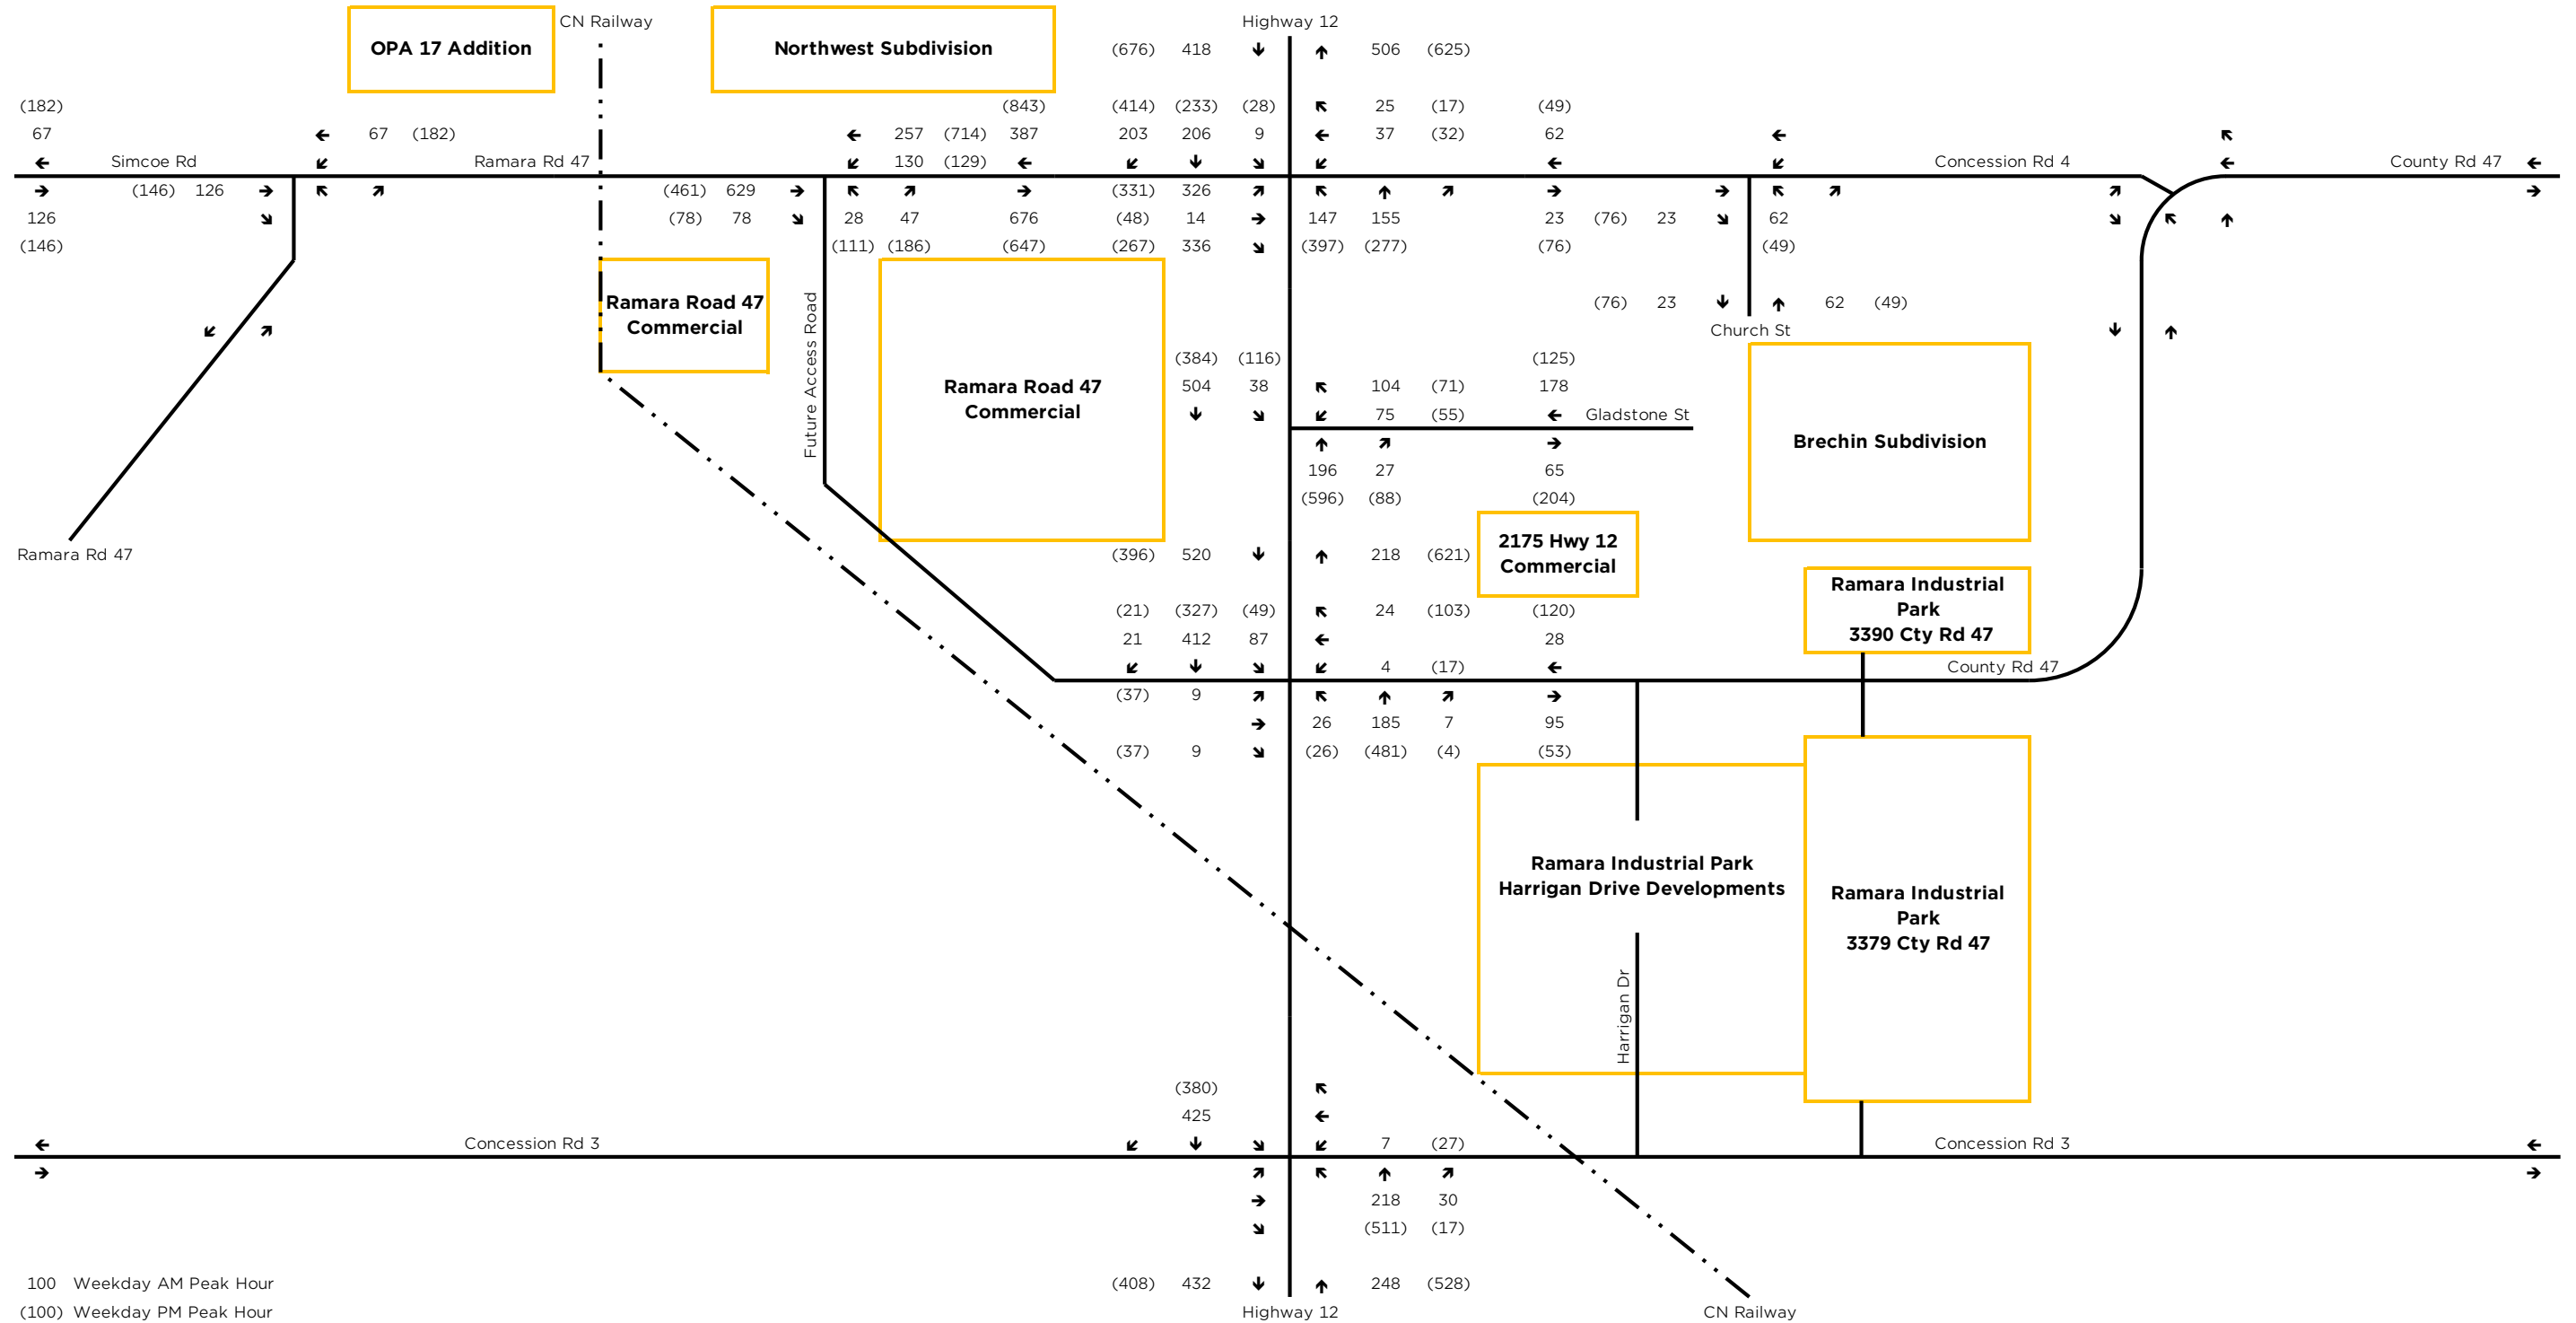 CN Railway Highway 12
OPA 17 Addition Northwest Subdivision (676) 418 506 (625)
(182) (843) (414) (233) (28) 25 (17) (49)
67 67 (182) 257 (714) 387 203 206 9 37 (32) 62
Simcoe Rd Ramara Rd 47 130 (129) Concession Rd 4 County Rd 47
(146) 126 (461) 629 (331) 326
126 (78) 78 28 47 676 (48) 14 147 155 23 (76) 23 62
(146) (111) (186) (647) (267) 336 (397) (277) (76) (49)
Ramara Road 47
Commercial
(76) 23 62 (49)
Church St
Future Access Road
(384) (116) (125)
Ramara Road 47
Commercial
504 38 104 (71) 178
75 (55) Gladstone St
Brechin Subdivision
196 27 65
(596) (88) (204)
2175 Hwy 12
Commercial
Ramara Rd 47 (396) 520 218 (621)
Ramara Industrial
Park
3390 Cty Rd 47
(21) (327) (49) 24 (103) (120)
21 412 87 28
4 (17) County Rd 47
(37) 9
26 185 7 95
(37) 9 (26) (481) (4) (53)
Ramara Industrial Park
Harrigan Drive Developments
Ramara Industrial
Park
3379 Cty Rd 47
Harrigan Dr
(380)
425
Concession Rd 3 7 (27) Concession Rd 3
218 30
(511) (17)
100 Weekday AM Peak Hour (408) 432 248 (528)
(100) Weekday PM Peak Hour Highway 12 CN Railway